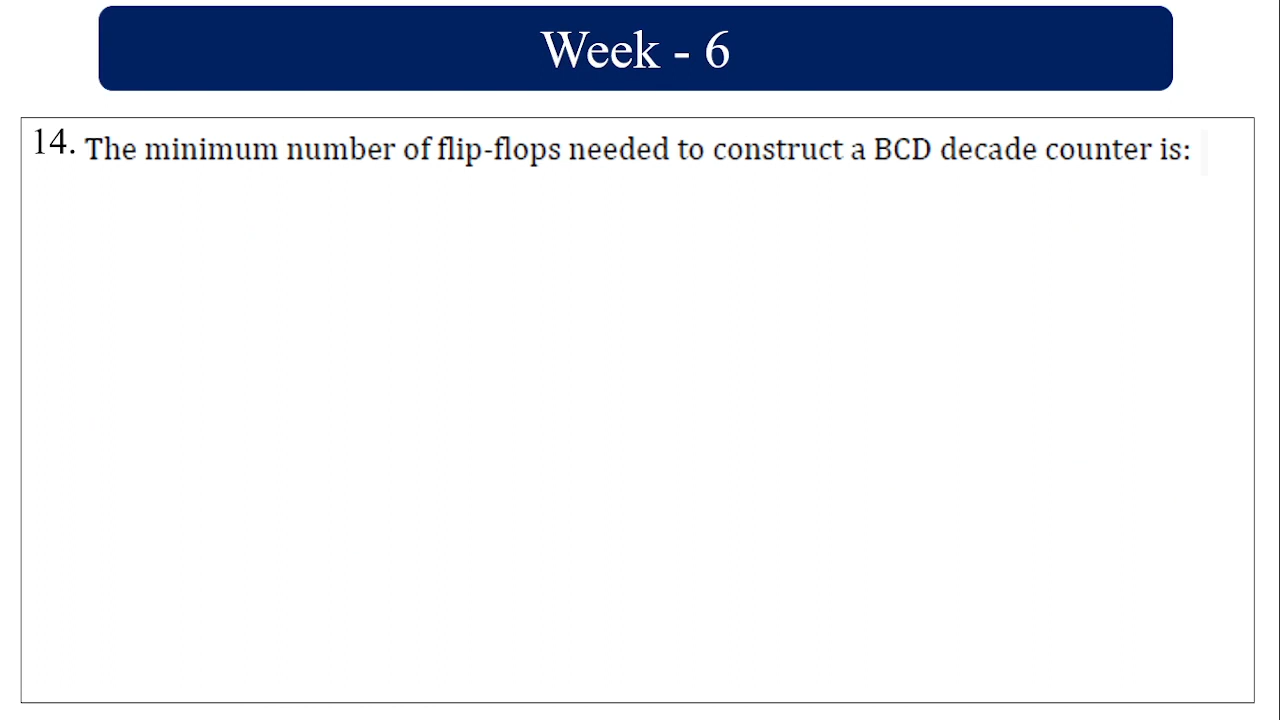 Week - 6
14. The minimum number of flip-flops needed to construct a BCD decade counter is: